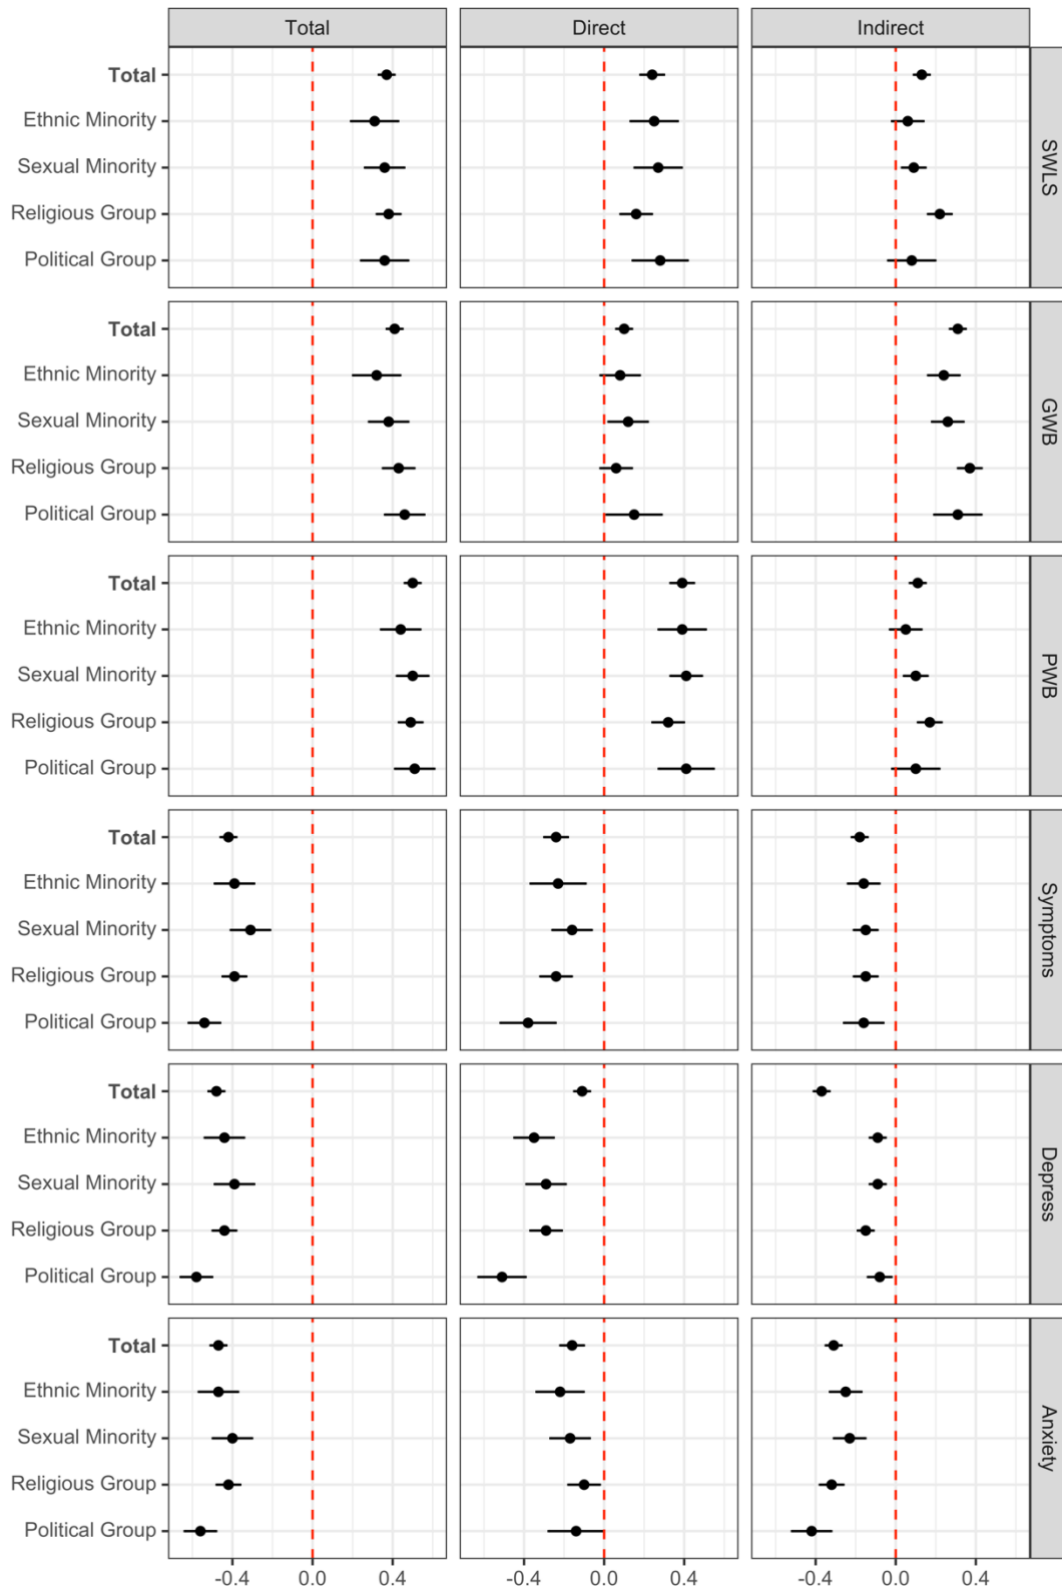 Total Direct Indirect
Total
Ethnic Minority
Sexual Minority
Religious Group
Political Group
SWLS
Total
Ethnic Minority
Sexual Minority
Religious Group
Political Group
GWB
Total
Ethnic Minority
Sexual Minority
Religious Group
Political Group
PWB
Total
Ethnic Minority
Sexual Minority
Religious Group
Political Group
Symptoms
Total
Ethnic Minority
Sexual Minority
Religious Group
Political Group
Depress
Total
Ethnic Minority
Sexual Minority
Religious Group
Political Group
Anxiety
-0.4 0.0 0.4 -0.4 0.0 0.4 -0.4 0.0 0.4